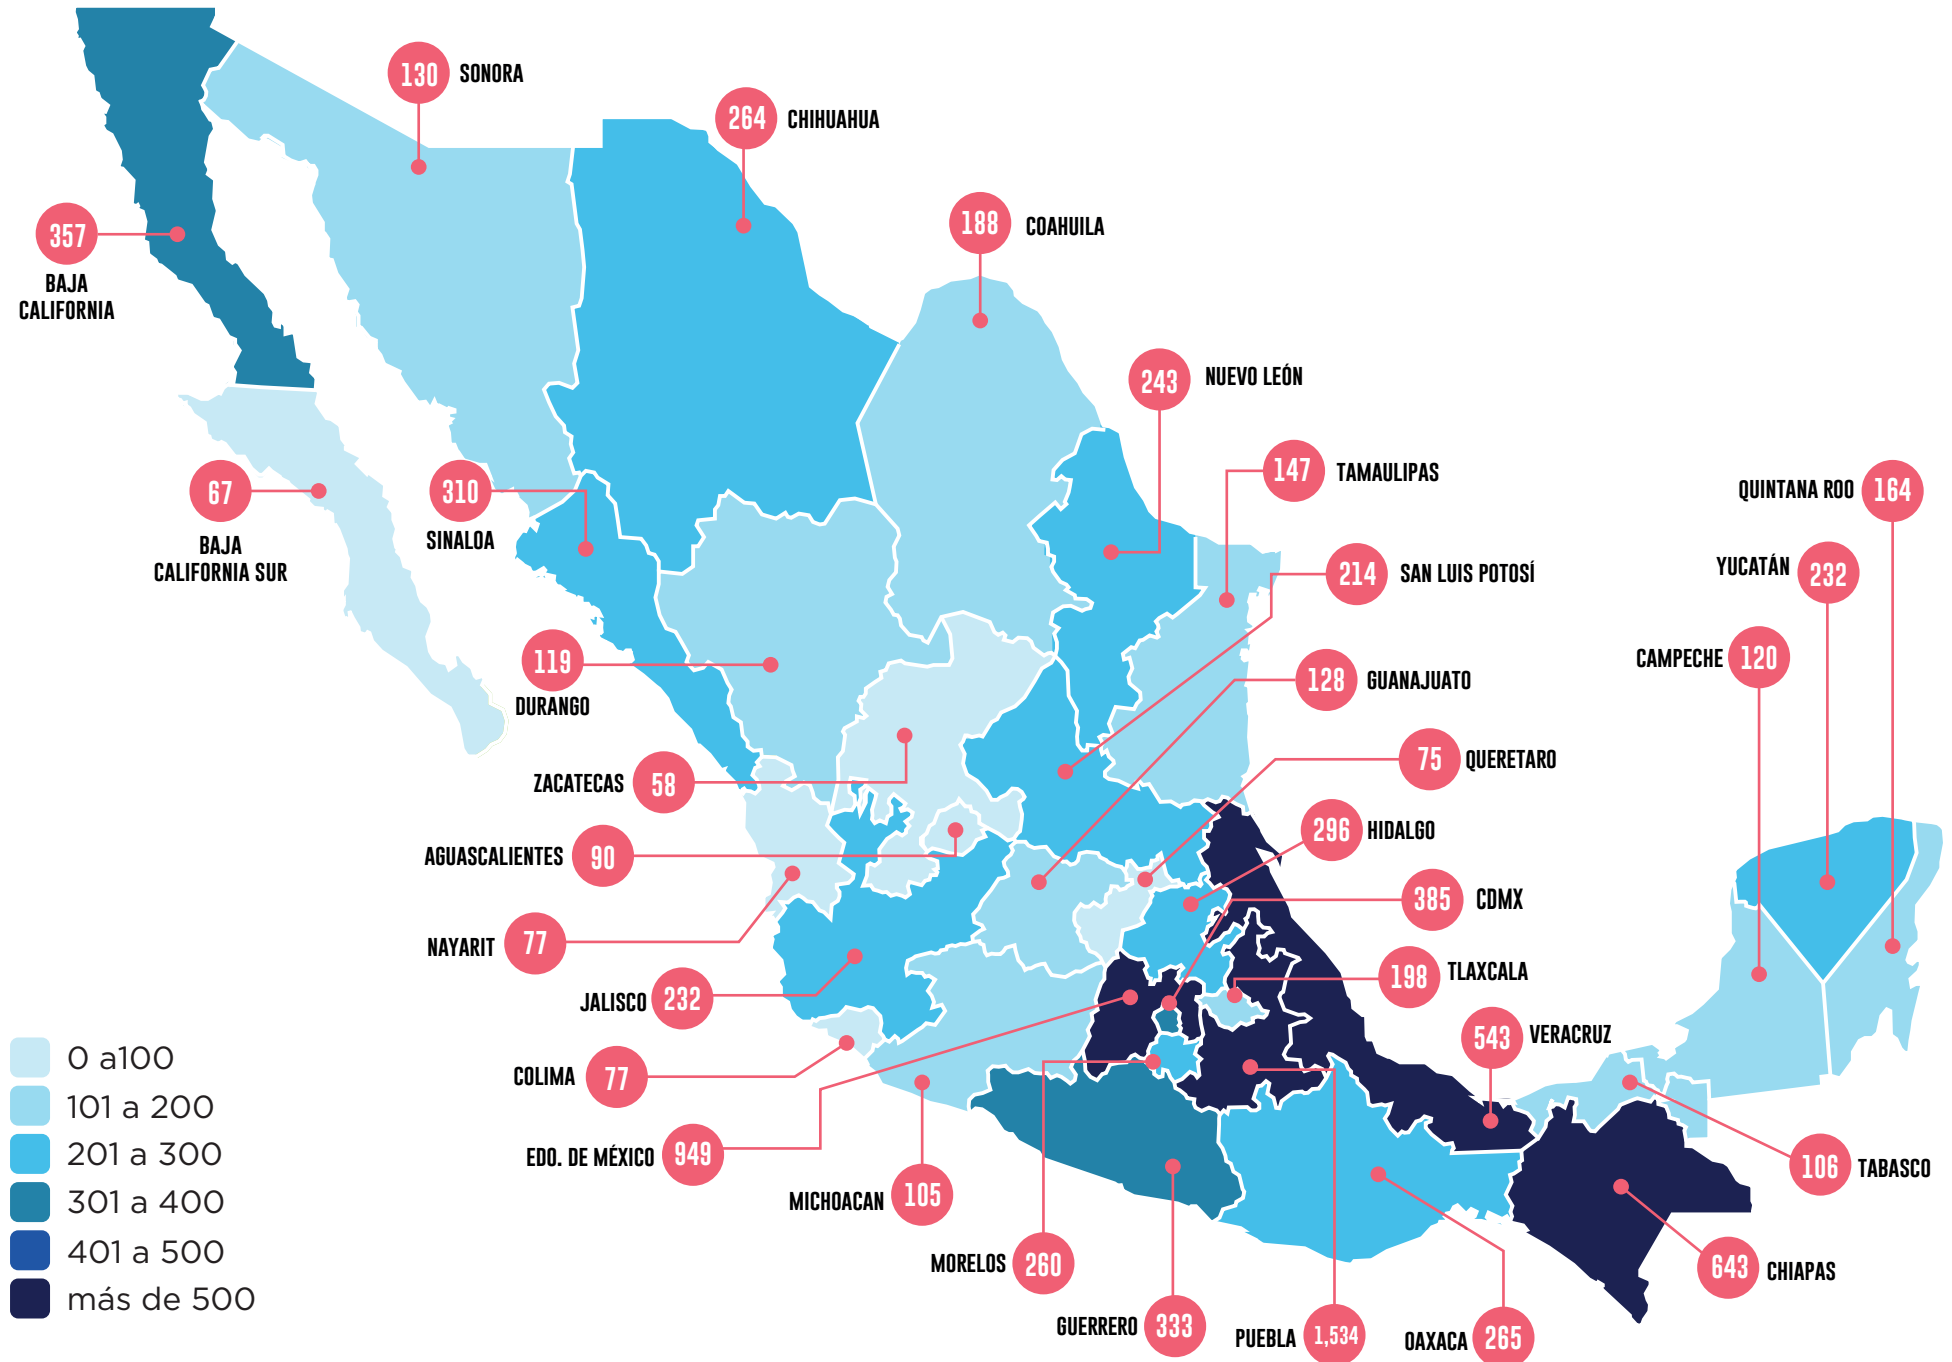 130 SONORA
264 CHIHUAHUA
188 COAHUILA
357
BAJA
CALIFORNIA
243 NUEVO LEÓN
147 TAMAULIPAS
67
BAJA
CALIFORNIA SUR
310
SINALOA
QUINTANA ROO 164
214 SAN LUIS POTOSÍ
YUCATÁN 232
119
DURANGO
128 GUANAJUATO
CAMPECHE 120
ZACATECAS 58
75 QUERETARO
296 HIDALGO
AGUASCALIENTES 90
385 CDMX
NAYARIT 77
198 TLAXCALA
JALISCO 232
543 VERACRUZ
COLIMA 77
EDO. DE MÉXICO 949
106 TABASCO
MICHOACAN 105
MORELOS 260
643 CHIAPAS
GUERRERO 333
PUEBLA 1,534
OAXACA 265
0 a100
101 a 200
201 a 300
301 a 400
401 a 500
más de 500